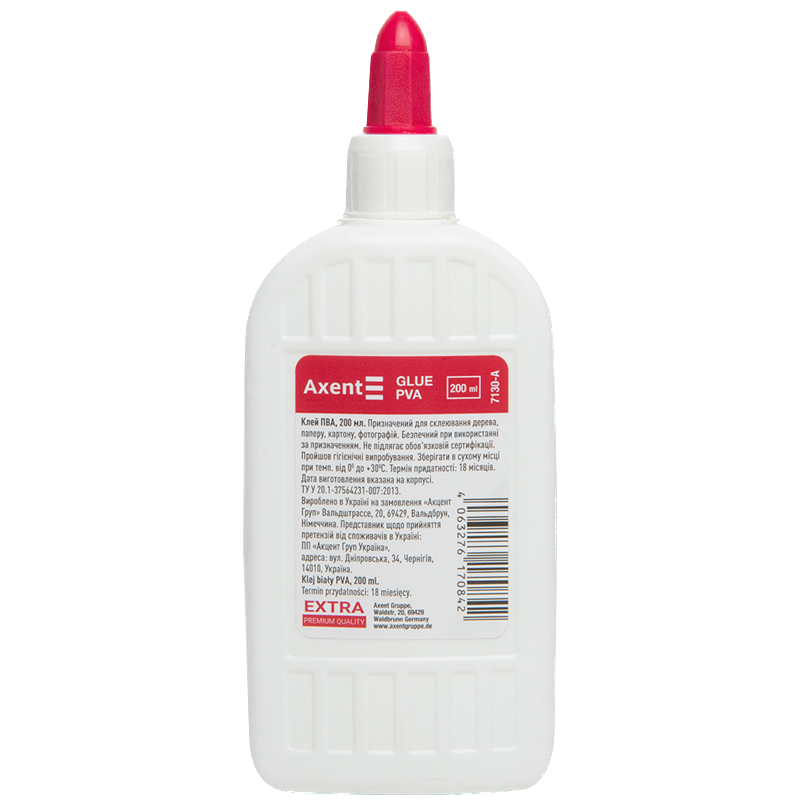 Axent
GLUE
PVA
200 ml
7130-A
Клей ПВА, 200 мл. Призначений для склеювання дерева,
паперу, картону, фотографій. Безпечний при використанні
за призначенням. Не підлягає обов'язковій сертифікації.
Пройшов гігієнічні випробування. Зберігати в сухому місці
при темп. від 0⁰ до +30⁰С. Термін придатності: 18 місяців.
Дата виготовлення вказана на корпусі.
ТУ У 20.1-37564231-007:2013.
Вироблено в Україні на замовлення «Акцент
Груп» Вальдштрассе, 20, 69429, Вальдбрун,
Німеччина. Представник щодо прийняття
претензій від споживачів в Україні:
ПП «Акцент Груп Україна»,
адреса: вул. Дніпровська, 34, Чернігів,
14010, Україна.
Klej biały PVA, 200 ml.
Termin przydatności: 18 miesięcy.
EXTRA
PREMIUM QUALITY
Axent Gruppe,
Waldstr, 20, 69429
Waldbrunn Germany
www.axentgruppe.de
4 063276 170842